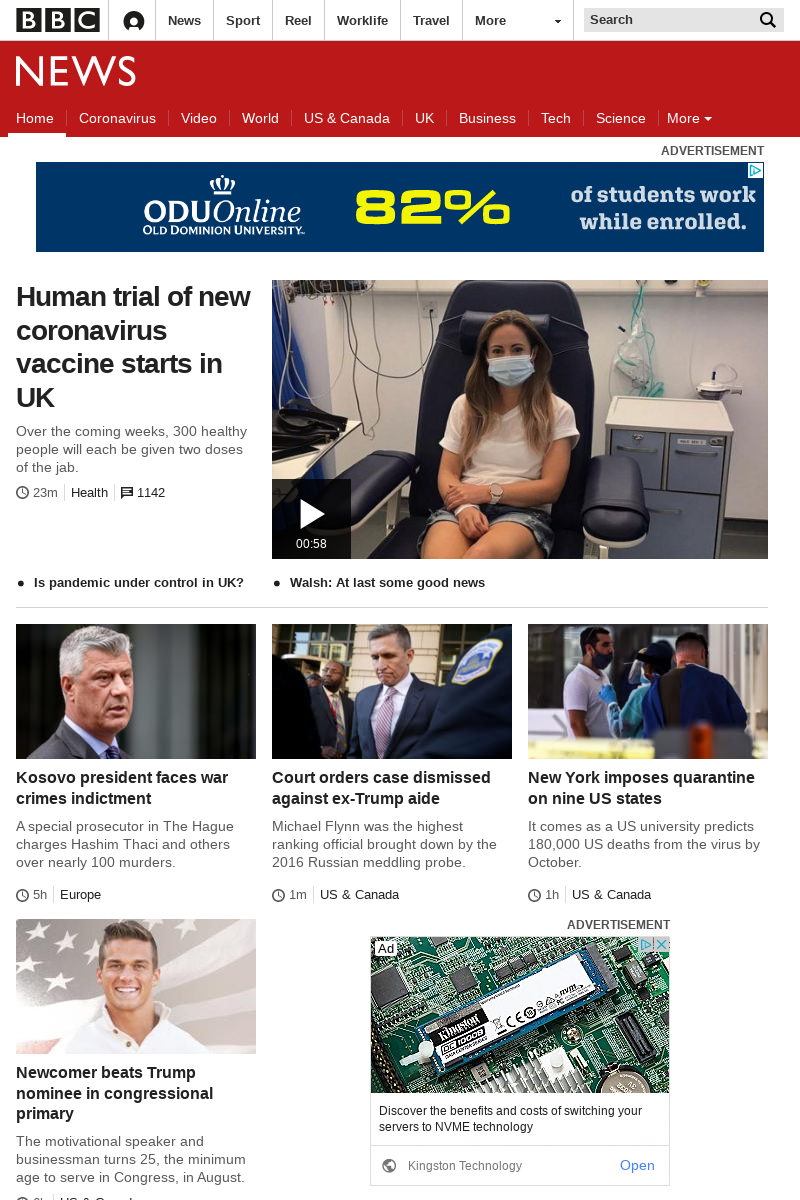 BBC
News
Sport
Reel
Worklife
Travel
More
Search
NEWS
Home
Coronavirus
Video
World
US & Canada
UK
Business
Tech
Science
More
ADVERTISEMENT
ODUOnline
OLD DOMINION UNIVERSITY
82%
of students work
while enrolled.
Human trial of new
coronavirus
vaccine starts in
UK
Over the coming weeks, 300 healthy
people will each be given two doses
of the jab.
23m
Health
1142
00:58
Is pandemic under control in UK?
Walsh: At last some good news
Kosovo president faces war
crimes indictment
A special prosecutor in The Hague
charges Hashim Thaci and others
over nearly 100 murders.
5h
Europe
Court orders case dismissed
against ex-Trump aide
Michael Flynn was the highest
ranking official brought down by the
2016 Russian meddling probe.
1m
US & Canada
New York imposes quarantine
on nine US states
It comes as a US university predicts
180,000 US deaths from the virus by
October.
1h
US & Canada
Newcomer beats Trump
nominee in congressional
primary
The motivational speaker and
businessman turns 25, the minimum
age to serve in Congress, in August.
ADVERTISEMENT
Ad
Kingston
DC1000B
nvm
Discover the benefits and costs of switching your
servers to NVME technology
Kingston Technology
Open